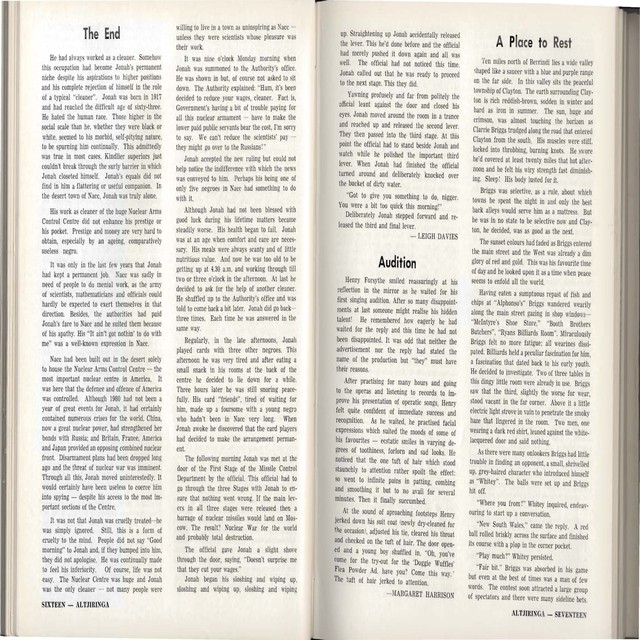 The End
He had always worked as a cleaner. Somehow
this occupation had become Jonah's permanent
niche despite his aspirations to higher positions
and his complete rejection of himself in the role
of a typical "cleaner". Jonah was born in 1917
and had reached the difficult age of sixty-three.
He hated the human race. Those higher in the
social scale than he, whether they were black or
white, seemed to his morbid, self-pitying nature,
to be spurning him continually. This admittedly
was true in most cases. Kindlier superiors just
couldn't break through the early barrier in which
Jonah closeted himself. Jonah's equals did not
find in him a flattering or useful companion. In
the desert town of Nacc, Jonah was truly alone.
His work as cleaner of the huge Nuclear Arms
Control Centre did not enhance his prestige or
his pocket. Prestige and money are very hard to
obtain, especially by an ageing, comparatively
useless negro.
It was only in the last few years that Jonah
had kept a permanent job. Nacc was sadly in
need of people to do menial work, as the army
of scientists, mathematicians and officials could
hardly be expected to exert themselves in that
direction. Besides, the authorities had paid
Jonah's fare to Nacc and he suited them because
of his apathy. His "It ain't got nothin' to do with
me" was a well-known expression in Nacc.
Nacc had been built out in the desert solely
to house the Nuclear Arms Control Centre — the
most important nuclear centre in America. It
was here that the defence and offence of America
was controlled. Although 1980 had not been a
year of great events for Jonah, it had certainly
contained numerous crises for the world. China,
now a great nuclear power, had strengthened her
bonds with Russia; and Britain, France, America
and Japan provided an opposing combined nuclear
front. Disarmament plans had been dropped long
ago and the threat of nuclear war was imminent.
Through all this, Jonah moved uninterestedly. It
would certainly have been useless to coerce him
into spying — despite his access to the most im-
portant sections of the Centre.
It was not that Jonah was cruelly treated—he
was simply ignored. Still, this is a form of
cruelty to the mind. People did not say "Good
morning" to Jonah and, if they bumped into him,
they did not apologise. He was continually made
to feel his inferiority. Of course, life was not
easy. The Nuclear Centre was huge and Jonah
was the only cleaner — not many people were
SIXTEEN — ALTJIRINGA
willing to live in a town as uninspiring as Nacc —
unless they were scientists whose pleasure was
their work.
It was nine o'clock Monday morning when
Jonah was summoned to the Authority's office.
He was shown in but, of course not asked to sit
down. The Authority explained: "Hum, it's been
decided to reduce your wages, cleaner. Fact is,
Government's having a bit of trouble paying for
all this nuclear armament — have to make the
lower paid public servants bear the cost, I'm sorry
to say. We can't reduce the scientists' pay —
they might go over to the Russians!"
Jonah accepted the new ruling but could not
help notice the indifference with which the news
was conveyed to him. Perhaps his being one of
only five negroes in Nacc had something to do
with it.
Although Jonah had not been blessed with
good luck during his lifetime matters became
steadily worse. His health began to fail. Jonah
was at an age when comfort and care are neces-
sary. His meals were always scanty and of little
nutritious value. And now he was too old to be
getting up at 4.30 a.m. and working through till
two or three o'clock in the afternoon. At last he
decided to ask for the help of another cleaner.
He shuffled up to the Authority's office and was
told to come back a bit later. Jonah did go back—
three times. Each time he was answered in the
same way.
Regularly, in the late afternoons, Jonah
played cards with three other negroes. This
afternoon he was very tired and after eating a
small snack in his rooms at the back of the
centre he decided to lie down for a while.
Three hours later he was still snoring peace-
fully. His card "friends", tired of waiting for
him, made up a foursome with a young negro
who hadn't been in Nacc very long. When
Jonah awoke he discovered that the card players
had decided to make the arrangement perman-
ent.
The following morning Jonah was met at the
door of the First Stage of the Missile Control
Department by the official. This official had to
go through the three Stages with Jonah to en-
sure that nothing went wrong. If the main lev-
ers in all three stages were released then a
barrage of nuclear missiles would land on Mos-
cow. The result? Nuclear War for the world
and probable total destruction.
The official gave Jonah a slight shove
through the door, saying, "Doesn't surprise me
that they cut your wages."
Jonah began his sloshing and wiping up,
sloshing and wiping up, sloshing and wiping
up. Straightening up Jonah accidentally released
the lever. This he'd done before and the official
had merely pushed it down again and all was
well. The official had not noticed this time.
Jonah called out that he was ready to proceed
to the next stage. This they did.
Yawning profusely and far from politely the
official leant against the door and closed his
eyes. Jonah moved around the room in a trance
and reached up and released the second lever.
They then passed into the third stage. At this
point the official had to stand beside Jonah and
watch while he polished the important third
lever. When Jonah had finished the official
turned around and deliberately knocked over
the bucket of dirty water.
"Got to give you something to do, nigger.
You were a bit too quick this morning!"
Deliberately Jonah stepped forward and re-
leased the third and final lever.
— LEIGH DAVIES
Audition
Henry Forsythe smiled reassuringly at his
reflection in the mirror as he waited for his
first singing audition. After so many disappoint-
ments at last someone might realise his hidden
talent! He remembered how eagerly he had
waited for the reply and this time he had not
been disappointed. It was odd that neither the
advertisement nor the reply had stated the
name of the production but "they" must have
their reasons.
After practising for many hours and going
to the operas and listening to records to im-
prove his presentation of operatic songs, Henry
felt quite confident of immediate success and
recognition. As he waited, he practised facial
expressions which suited the moods of some of
his favourites — ecstatic smiles in varying de-
grees of toothiness, forlorn and sad looks. He
noticed that the one tuft of hair which stood
staunchly to attention rather spoilt the effect:
so went to infinite pains in patting, combing
and smoothing it but to no avail for several
minutes. Then it finally succumbed.
At the sound of approaching footsteps Henry
jerked down his suit coat (newly dry-cleaned for
the occasion), adjusted his tie, cleared his throat
and checked on the tuft of hair. The door open-
ed and a young boy shuffled in. "Oh, you've
come for the try-out for the 'Doggie Wuffles'
Flea Powder Ad. have you? Come this way."
The taft of hair jerked to attention.
—MARGARET HARRISON
A Place to Rest
Ten miles north of Berrindi lies a wide valley
shaped like a saucer with a blue and purple range
on the far side. In this valley sits the peaceful
township of Clayton. The earth surrounding Clay-
ton is rich reddish-brown, sodden in winter and
hard as iron in summer. The sun, huge and
crimson, was almost touching the horizon as
Clarrie Briggs trudged along the road that entered
Clayton from the south. His muscles were stiff,
locked into throbbing, burning knots. He swore
he'd covered at least twenty miles that hot after-
noon and he felt his wiry strength fast diminish-
ing. Sleep! His body lusted for it.
Briggs was selective, as a rule, about which
towns he spent the night in and only the best
back alleys would serve him as a mattress. But
he was in no state to be selective now and Clay-
ton, he decided, was as good as the next.
The sunset colours had faded as Briggs entered
the main street and the West was already a dim
glory of red and gold. This was his favourite time
of day and he looked upon it as a time when peace
seems to enfold all the world.
Having eaten a sumptuous repast of fish and
chips at "Alphonso's" Briggs wandered wearily
along the main street gazing in shop windows—
"McIntyre's Shoe Store," "Booth Brothers
Butchers", "Ryans Billiards Room". Miraculously
Briggs felt no more fatigue; all weariness dissi-
pated. Billiards held a peculiar fascination for him,
a fascination that dated back to his early youth.
He decided to investigate. Two of three tables in
this dingy little room were already in use. Briggs
saw that the third, slightly the worse for wear,
stood vacant in the far corner. Above it a little
electric light strove in vain to penetrate the smoky
haze that lingered in the room. Two men, one
wearing a dark red shirt, leaned against the white-
lacquered door and said nothing.
As there were many onlookers Briggs had little
trouble in finding an opponent, a small, shrivelled
up, grey-haired character who introduced himself
as "Whitey". The balls were set up and Briggs
hit off.
"Where you from?" Whitey inquired, endeav-
ouring to start up a conversation.
"New South Wales," came the reply. A red
ball rolled briskly across the surface and finished
its course with a plop in the corner pocket.
"Play much?" Whitey persisted.
"Fair bit." Briggs was absorbed in his game
but even at the best of times was a man of few
words. The contest soon attracted a large group
of spectators and there were many sideline bets.
ALTJIRINGA — SEVENTEEN